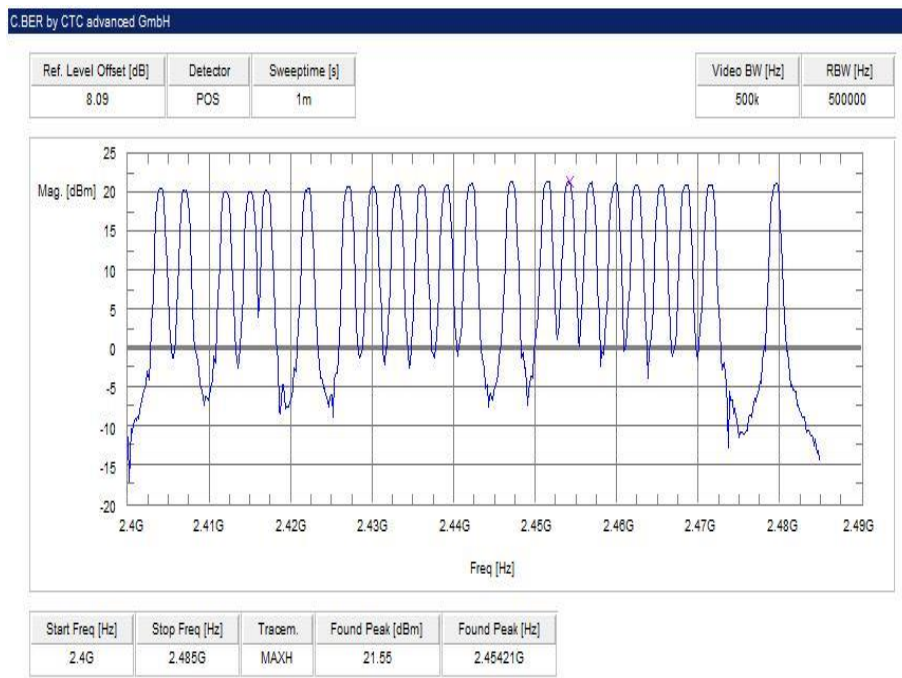 C.BER by CTC advanced GmbH
Ref. Level Offset [dB] Detector Sweeptime [s] Video BW [Hz] RBW [Hz]
8.09 POS 1m 500k 500000
25
Mag. [dBm] 20
15
10
5
0
-5
-10
-15
-20
2.4G 2.41G 2.42G 2.43G 2.44G 2.45G 2.46G 2.47G 2.48G 2.49G
Freq [Hz]
Start Freq [Hz] Stop Freq [Hz] Tracem. Found Peak [dBm] Found Peak [Hz]
2.4G 2.485G MAXH 21.55 2.45421G